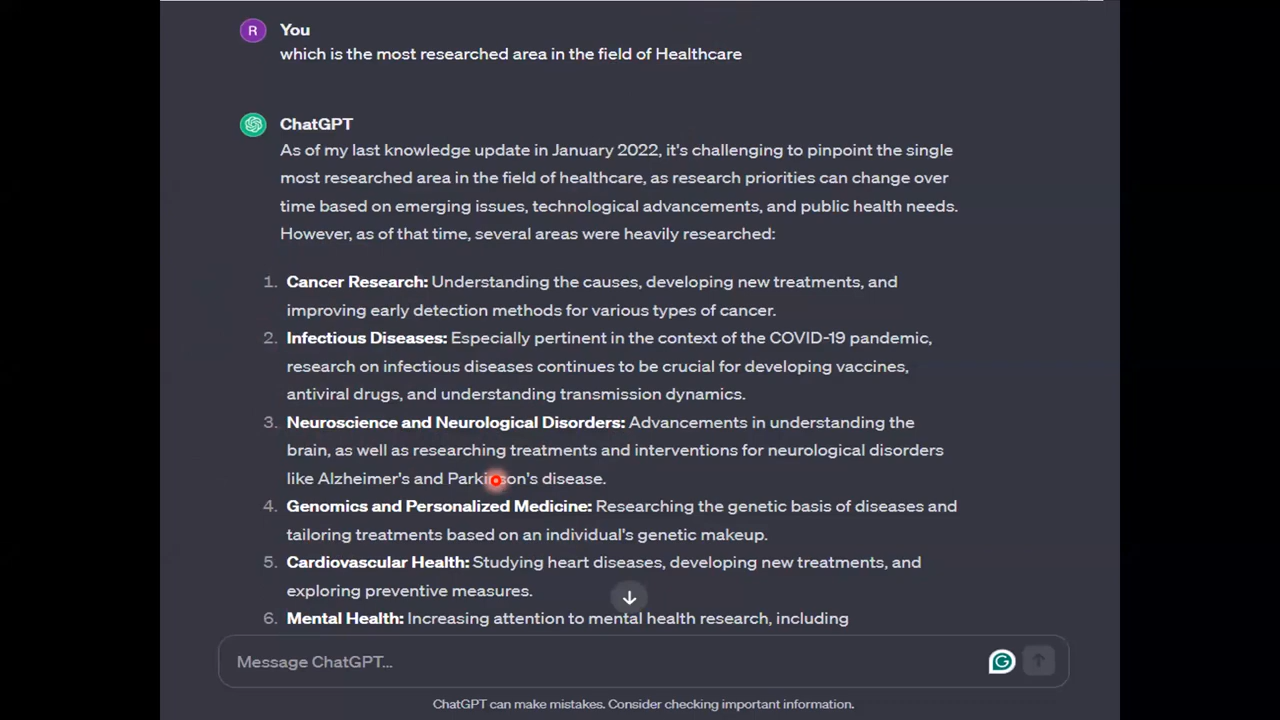 R
You
which is the most researched area in the field of Healthcare
ChatGPT
As of my last knowledge update in January 2022, it's challenging to pinpoint the single
most researched area in the field of healthcare, as research priorities can change over
time based on emerging issues, technological advancements, and public health needs.
However, as of that time, several areas were heavily researched:
1. Cancer Research: Understanding the causes, developing new treatments, and
improving early detection methods for various types of cancer.
2. Infectious Diseases: Especially pertinent in the context of the COVID-19 pandemic,
research on infectious diseases continues to be crucial for developing vaccines,
antiviral drugs, and understanding transmission dynamics.
3. Neuroscience and Neurological Disorders: Advancements in understanding the
brain, as well as researching treatments and interventions for neurological disorders
like Alzheimer's and Parkinson's disease.
4. Genomics and Personalized Medicine: Researching the genetic basis of diseases and
tailoring treatments based on an individual's genetic makeup.
5. Cardiovascular Health: Studying heart diseases, developing new treatments, and
exploring preventive measures.
6. Mental Health: Increasing attention to mental health research, including
Message ChatGPT...
ChatGPT can make mistakes. Consider checking important information.